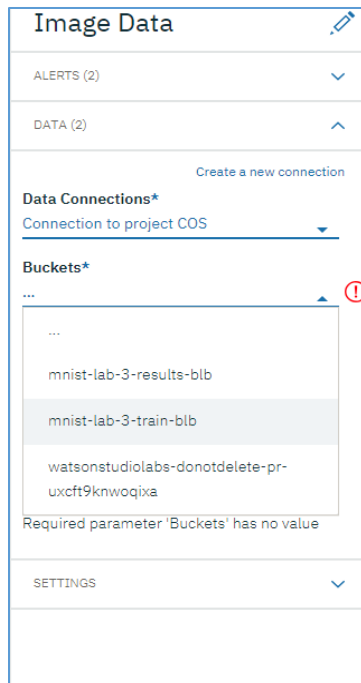 Image Data
ALERTS (2)
DATA (2)
Create a new connection
Data Connections*
Connection to project COS
Buckets*
...
...
mnist-lab-3-results-blb
mnist-lab-3-train-blb
watsonstudiolabs-donotdelete-pr-
uxcft9knwoqixa
Required parameter 'Buckets' has no value
SETTINGS